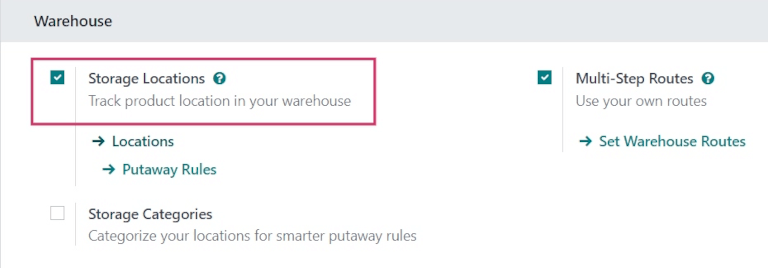 Warehouse
Storage Locations ?
Track product location in your warehouse
→ Locations
→ Putaway Rules
Storage Categories
Categorize your locations for smarter putaway rules
Multi-Step Routes ?
Use your own routes
→ Set Warehouse Routes